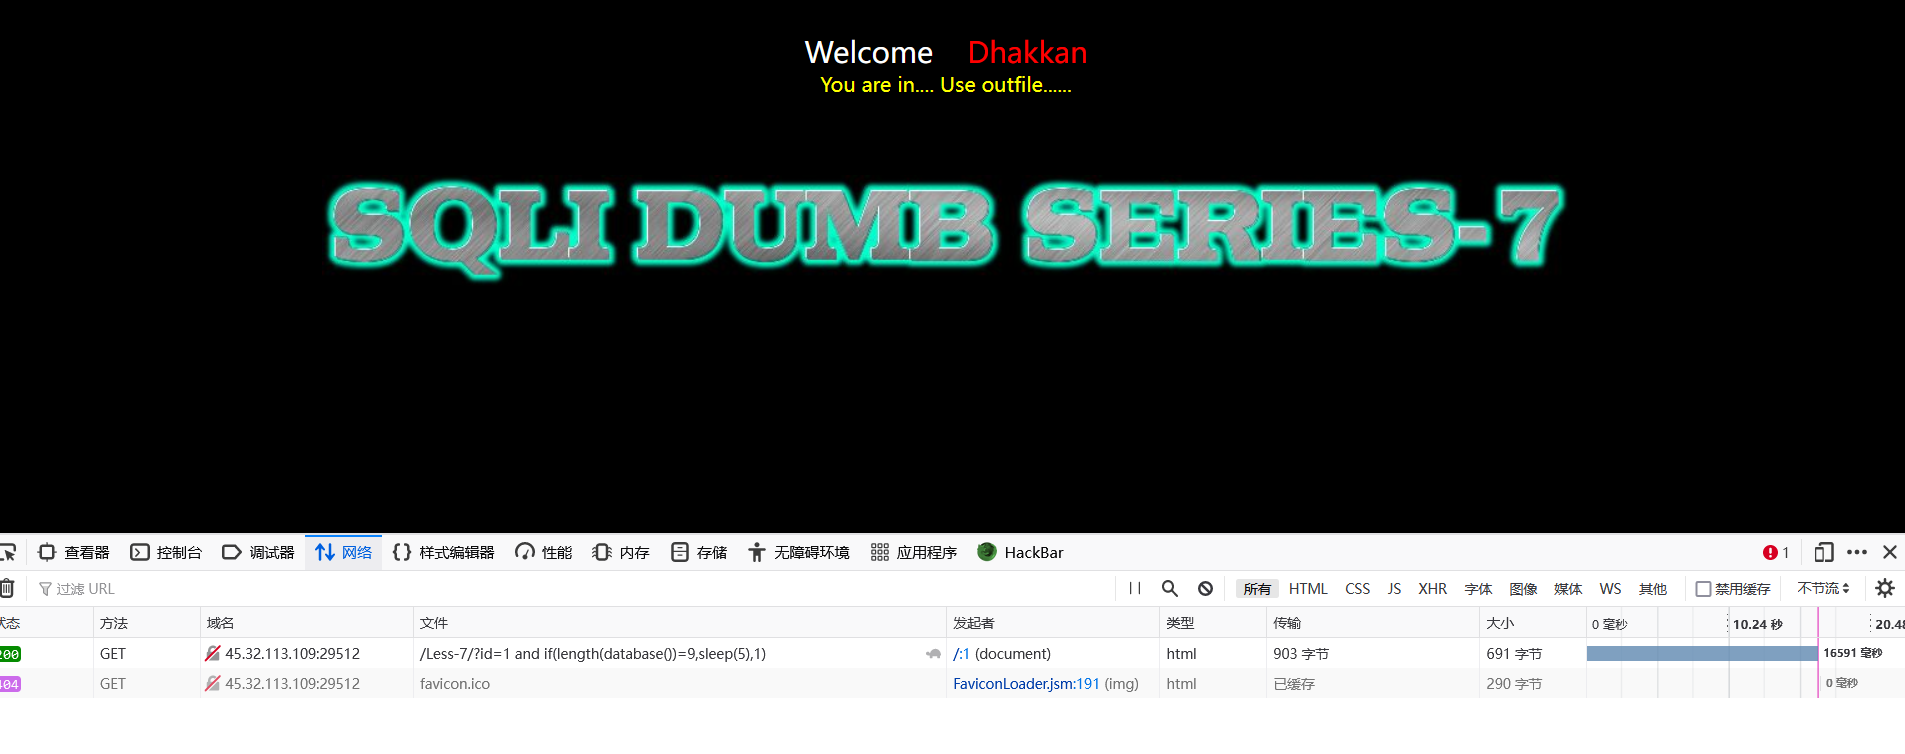 Welcome Dhakkan
You are in.... Use outfile......
SQLI DUMB SERIES-7
查看器 控制台 调试器 网络 样式编辑器 性能 内存 存储 无障碍环境 应用程序 HackBar 1
过滤 URL 所有 HTML CSS JS XHR 字体 图像 媒体 WS 其他 禁用缓存 不节流
状态 方法 域名 文件 发起者 类型 传输 大小 0 毫秒 10.24 秒 20.48
200 GET 45.32.113.109:29512 /Less-7/?id=1 and if(length(database())=9,sleep(5),1) /:1 (document) html 903 字节 691 字节 16591 毫秒
404 GET 45.32.113.109:29512 favicon.ico FaviconLoader.jsm:191 (img) html 已缓存 290 字节 0 毫秒